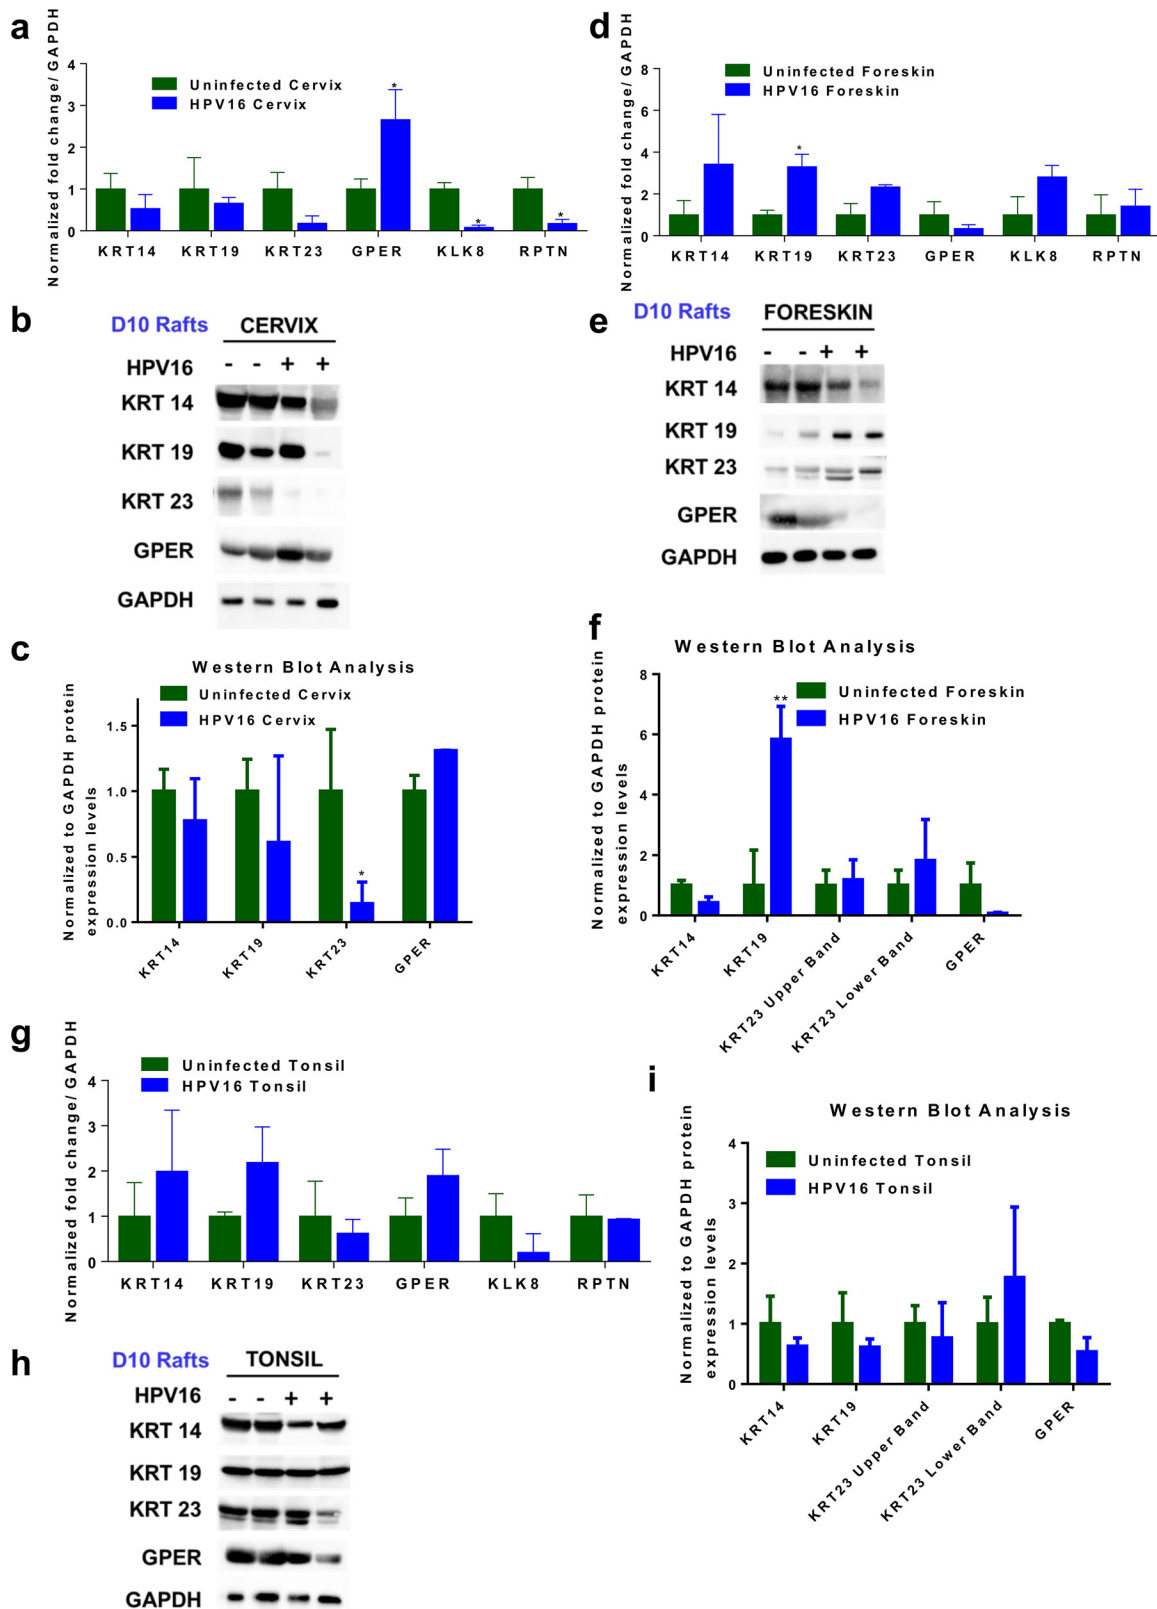 a
Normalized fold change/ GAPDH
4
3
2
1
0
Uninfected Cervix
HPV16 Cervix
*
*
*
KRT14 KRT19 KRT23 GPER KLK8 RPTN
d
Normalized fold change/ GAPDH
8
6
4
2
0
Uninfected Foreskin
HPV16 Foreskin
*
KRT14 KRT19 KRT23 GPER KLK8 RPTN
b
D10 Rafts CERVIX
HPV16 - - + +
KRT 14
KRT 19
KRT 23
GPER
GAPDH
e
D10 Rafts FORESKIN
HPV16 - - + +
KRT 14
KRT 19
KRT 23
GPER
GAPDH
c
Western Blot Analysis
Uninfected Cervix
HPV16 Cervix
Normalized to GAPDH protein
expression levels
1.5
1.0
0.5
0.0
*
KRT14 KRT19 KRT23 GPER
f
Western Blot Analysis
Uninfected Foreskin
HPV16 Foreskin
Normalized to GAPDH protein
expression levels
8
6
4
2
0
**
KRT14 KRT19 KRT23 Upper Band KRT23 Lower Band GPER
g
Normalized fold change/ GAPDH
Uninfected Tonsil
HPV16 Tonsil
4
3
2
1
0
KRT14 KRT19 KRT23 GPER KLK8 RPTN
i
Western Blot Analysis
Normalized to GAPDH protein
expression levels
4
3
2
1
0
Uninfected Tonsil
HPV16 Tonsil
KRT14 KRT19 KRT23 Upper Band KRT23 Lower Band GPER
h
D10 Rafts TONSIL
HPV16 - - + +
KRT 14
KRT 19
KRT 23
GPER
GAPDH